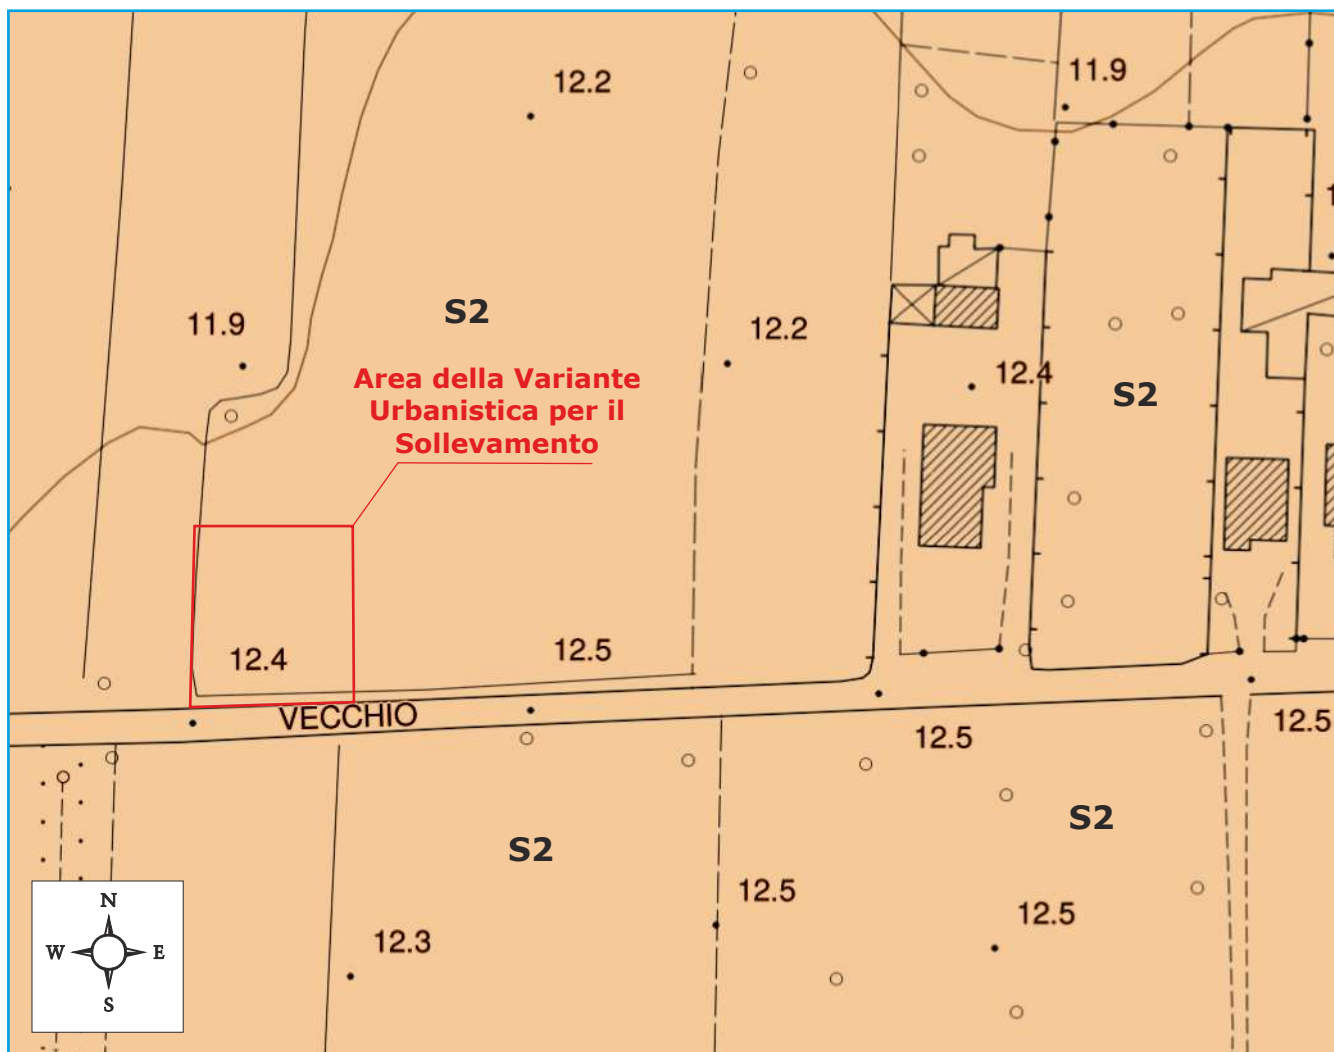 12.2
11.9
S2
11.9
12.2
12.4
Area della Variante
Urbanistica per il
Sollevamento
S2
12.4
12.5
VECCHIO
12.5
12.5
S2
S2
12.5
12.5
12.3
N
W E
S